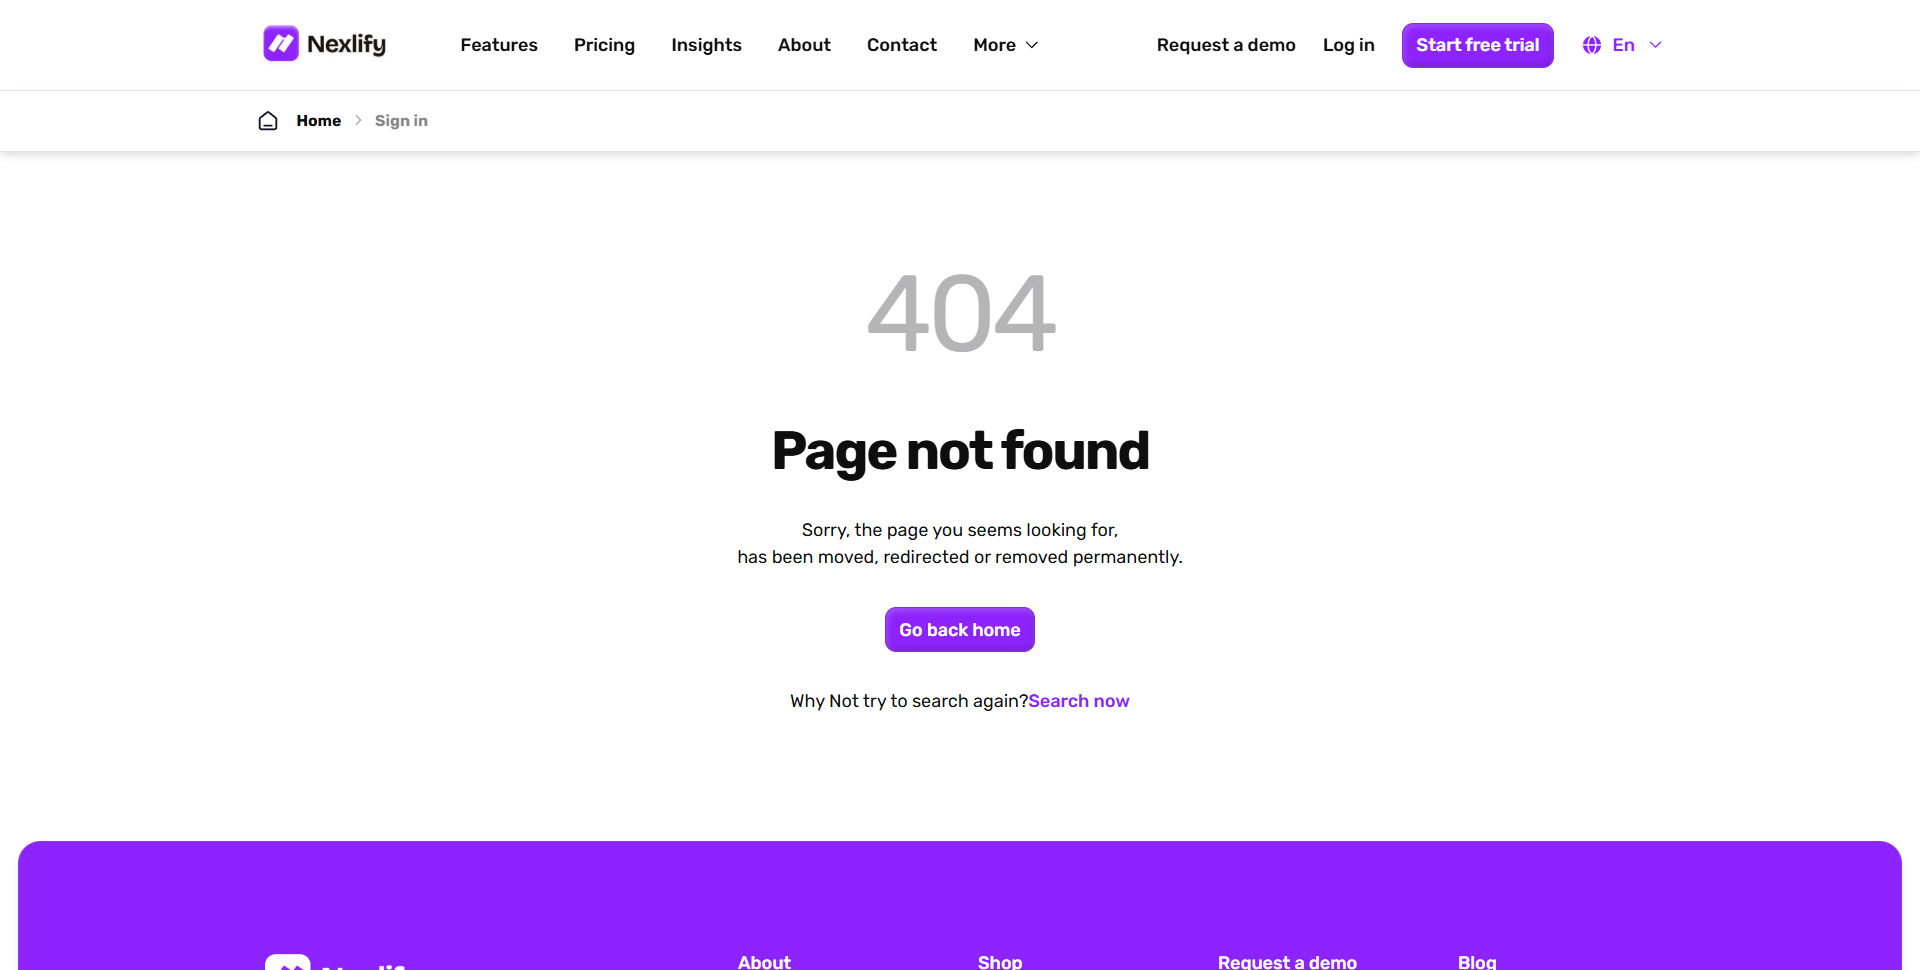 Nexlify
Features
Pricing
Insights
About
Contact
More
Request a demo
Log in
Start free trial
En
Home
Sign in
404
Page not found
Sorry, the page you seems looking for,
has been moved, redirected or removed permanently.
Go back home
Why Not try to search again?Search now
Nexlify
About
Shop
Request a demo
Blog